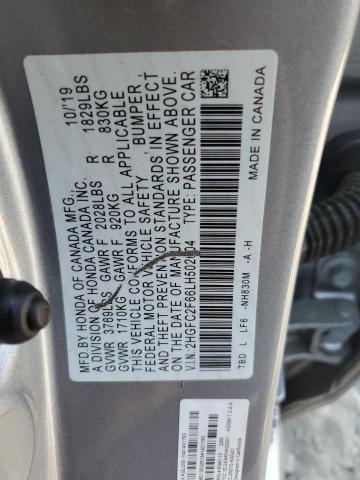 MFD BY HONDA OF CANADA MFG., 10/19
A DIVISION OF HONDA CANADA INC.
GVWR 3789LBS GAWR F 2028LBS R 1829LBS
GVWR 1710KG GAWR F 920KG R 830KG
THIS VEHICLE CONFORMS TO ALL APPLICABLE
FEDERAL MOTOR VEHICLE SAFETY, BUMPER,
AND THEFT PREVENTION STANDARDS IN EFFECT
ON THE DATE OF MANUFACTURE SHOWN ABOVE.
V.I.N: TYPE: PASSENGER CAR
MADE IN CANADA
TBD L LF6 -NH830M -A -H